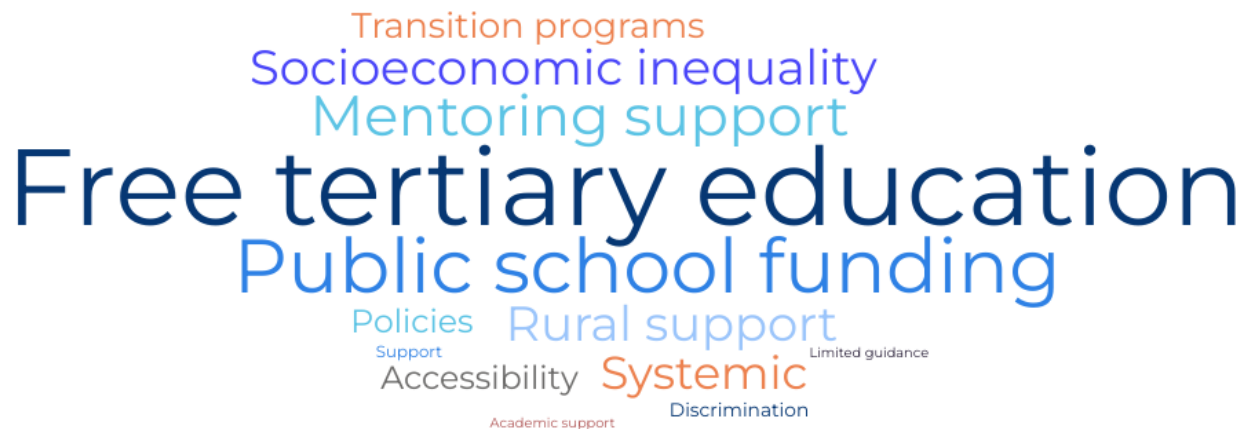 Transition programs
Socioeconomic inequality
Mentoring support
Free tertiary education
Public school funding
Policies
Rural support
Support
Limited guidance
Accessibility
Systemic
Discrimination
Academic support